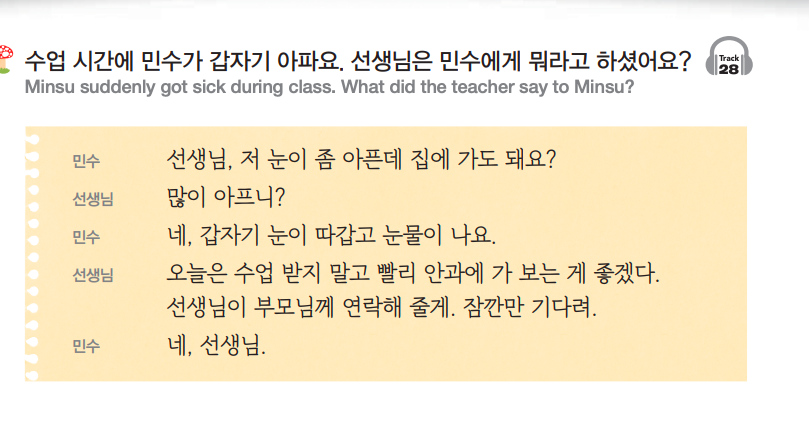 수업 시간에 민수가 갑자기 아파요. 선생님은 민수에게 뭐라고 하셨어요?
Track
28
Minsu suddenly got sick during class. What did the teacher say to Minsu?
민수 선생님, 저 눈이 좀 아픈데 집에 가도 돼요?
선생님 많이 아프니?
민수 네, 갑자기 눈이 따갑고 눈물이 나요.
선생님 오늘은 수업 받지 말고 빨리 안과에 가 보는 게 좋겠다.
선생님이 부모님께 연락해 줄게. 잠깐만 기다려.
민수 네, 선생님.